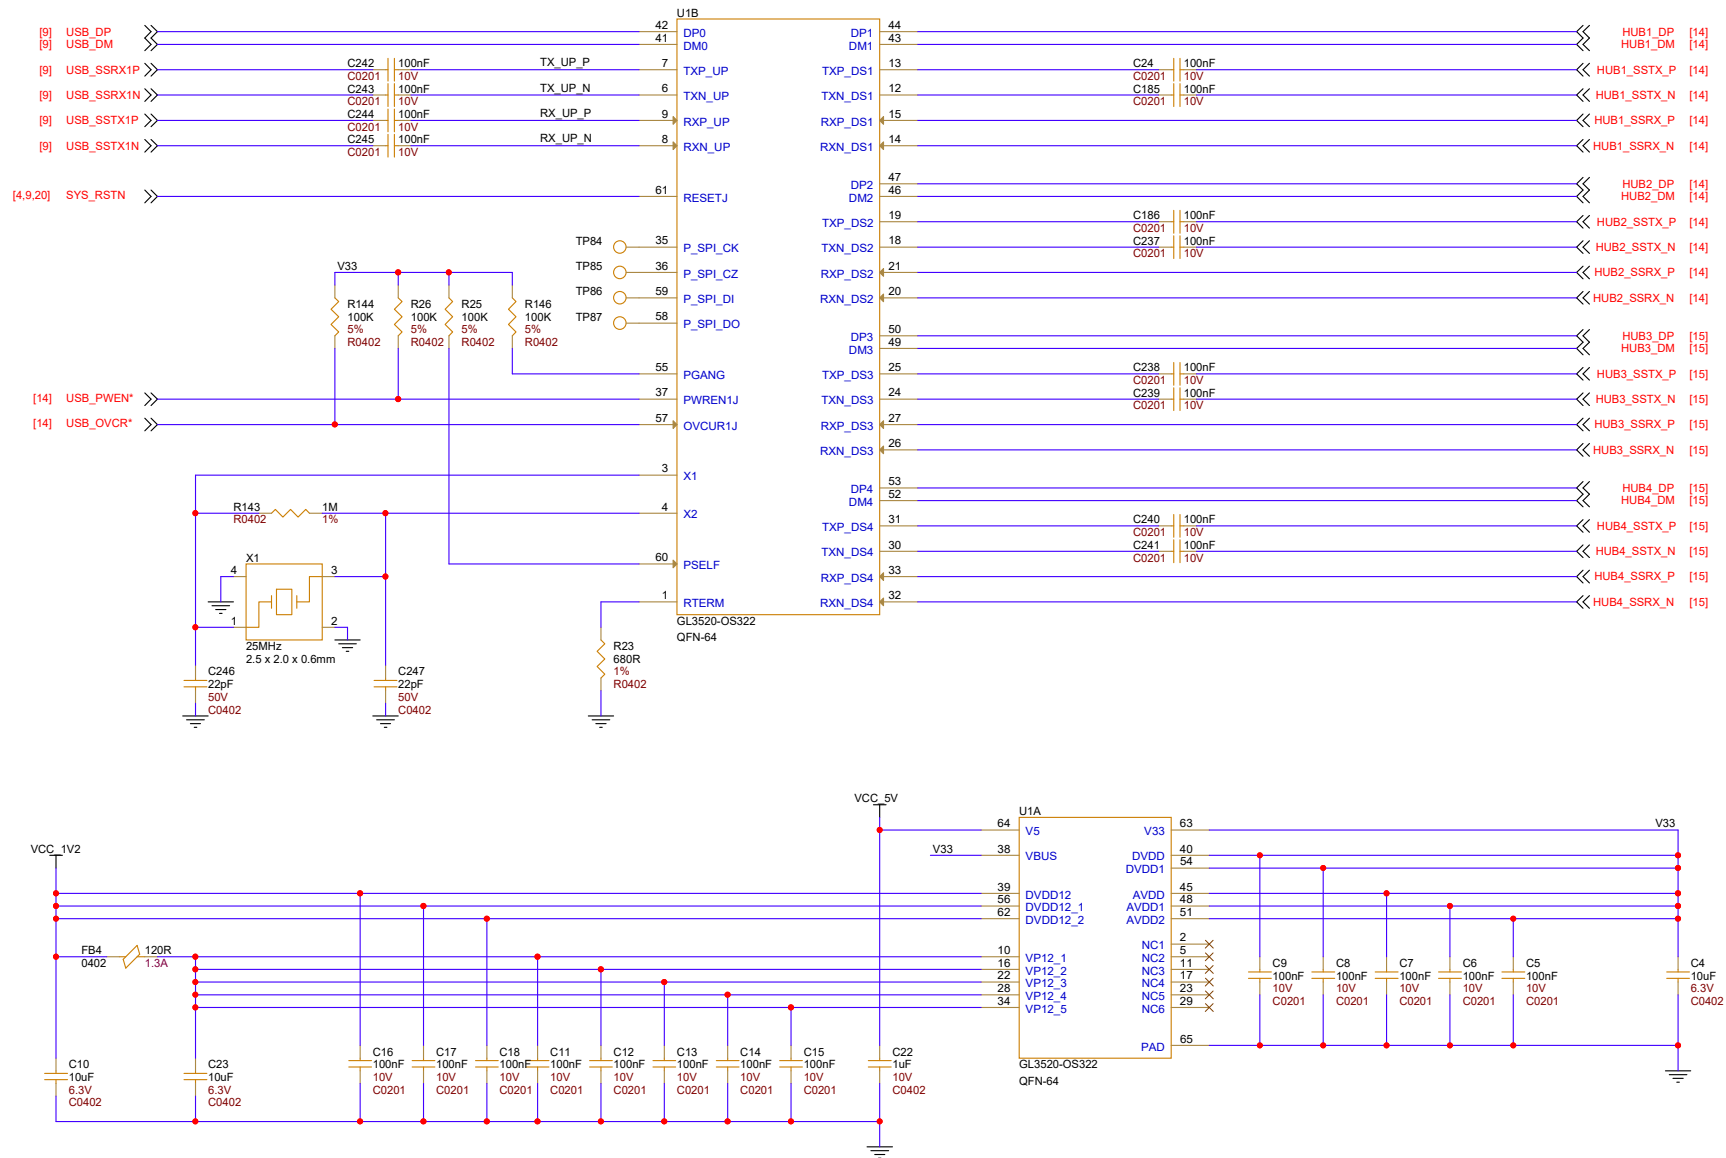 U1B
[9] USB_DP 42 DP0 DP1 44 HUB1_DP [14]
[9] USB_DM 41 DM0 DM1 43 HUB1_DM [14]
[9] USB_SSRX1P C242 100nF TX_UP_P 7 TXP_UP TXP_DS1 13 C24 100nF HUB1_SSTX_P [14]
C0201 10V C0201 10V
[9] USB_SSRX1N C243 100nF TX_UP_N 6 TXN_UP TXN_DS1 12 C185 100nF HUB1_SSTX_N [14]
C0201 10V C0201 10V
[9] USB_SSTX1P C244 100nF RX_UP_P 9 RXP_UP RXP_DS1 15 HUB1_SSRX_P [14]
C0201 10V
[9] USB_SSTX1N C245 100nF RX_UP_N 8 RXN_UP RXN_DS1 14 HUB1_SSRX_N [14]
C0201 10V
DP2 47 HUB2_DP [14]
[4,9,20] SYS_RSTN 61 RESETJ DM2 46 HUB2_DM [14]
TXP_DS2 19 C186 100nF HUB2_SSTX_P [14]
C0201 10V
TP84 35 P_SPI_CK TXN_DS2 18 C237 100nF HUB2_SSTX_N [14]
C0201 10V
V33 TP85 36 P_SPI_CZ RXP_DS2 21 HUB2_SSRX_P [14]
TP86 59 P_SPI_DI RXN_DS2 20 HUB2_SSRX_N [14]
R144 R26 R25 R146
100K 100K 100K 100K
5% 5% 5% 5%
R0402 R0402 R0402 R0402
TP87 58 P_SPI_DO
DP3 50 HUB3_DP [15]
DM3 49 HUB3_DM [15]
55 PGANG TXP_DS3 25 C238 100nF HUB3_SSTX_P [15]
C0201 10V
[14] USB_PWEN* 37 PWREN1J TXN_DS3 24 C239 100nF HUB3_SSTX_N [15]
C0201 10V
[14] USB_OVCR* 57 OVCUR1J RXP_DS3 27 HUB3_SSRX_P [15]
RXN_DS3 26 HUB3_SSRX_N [15]
3 X1
DP4 53 HUB4_DP [15]
DM4 52 HUB4_DM [15]
R143 1M 4 X2
R0402 1%
TXP_DS4 31 C240 100nF HUB4_SSTX_P [15]
C0201 10V
TXN_DS4 30 C241 100nF HUB4_SSTX_N [15]
C0201 10V
X1 60 PSELF
4 3 RXP_DS4 33 HUB4_SSRX_P [15]
1 RTERM RXN_DS4 32 HUB4_SSRX_N [15]
1 2
GL3520-OS322
QFN-64
25MHz
2.5 x 2.0 x 0.6mm
R23
680R
1%
R0402
C246 C247
22pF 22pF
50V 50V
C0402 C0402
VCC_5V
U1A
64 V5 V33 63 V33
VCC_1V2 V33 38 VBUS DVDD 40
DVDD1 54
39 DVDD12 AVDD 45
56 DVDD12_1 AVDD1 48
62 DVDD12_2 AVDD2 51
NC1 2
FB4 120R 10 VP12_1 NC2 5
0402 1.3A
16 VP12_2 NC3 11
22 VP12_3 NC4 17
28 VP12_4 NC5 23
34 VP12_5 NC6 29
C9 C8 C7 C6 C5 C4
100nF 100nF 100nF 100nF 100nF 10uF
10V 10V 10V 10V 10V 6.3V
C0201 C0201 C0201 C0201 C0201 C0402
PAD 65
C16 C17 C18 C11 C12 C13 C14 C15 C22
100nF 100nF 100nF 100nF 100nF 100nF 100nF 100nF 1uF
10V 10V 10V 10V 10V 10V 10V 10V 10V
C0201 C0201 C0201 C0201 C0201 C0201 C0201 C0201 C0402
C10 C23
10uF 10uF
6.3V 6.3V
C0402 C0402
GL3520-OS322
QFN-64